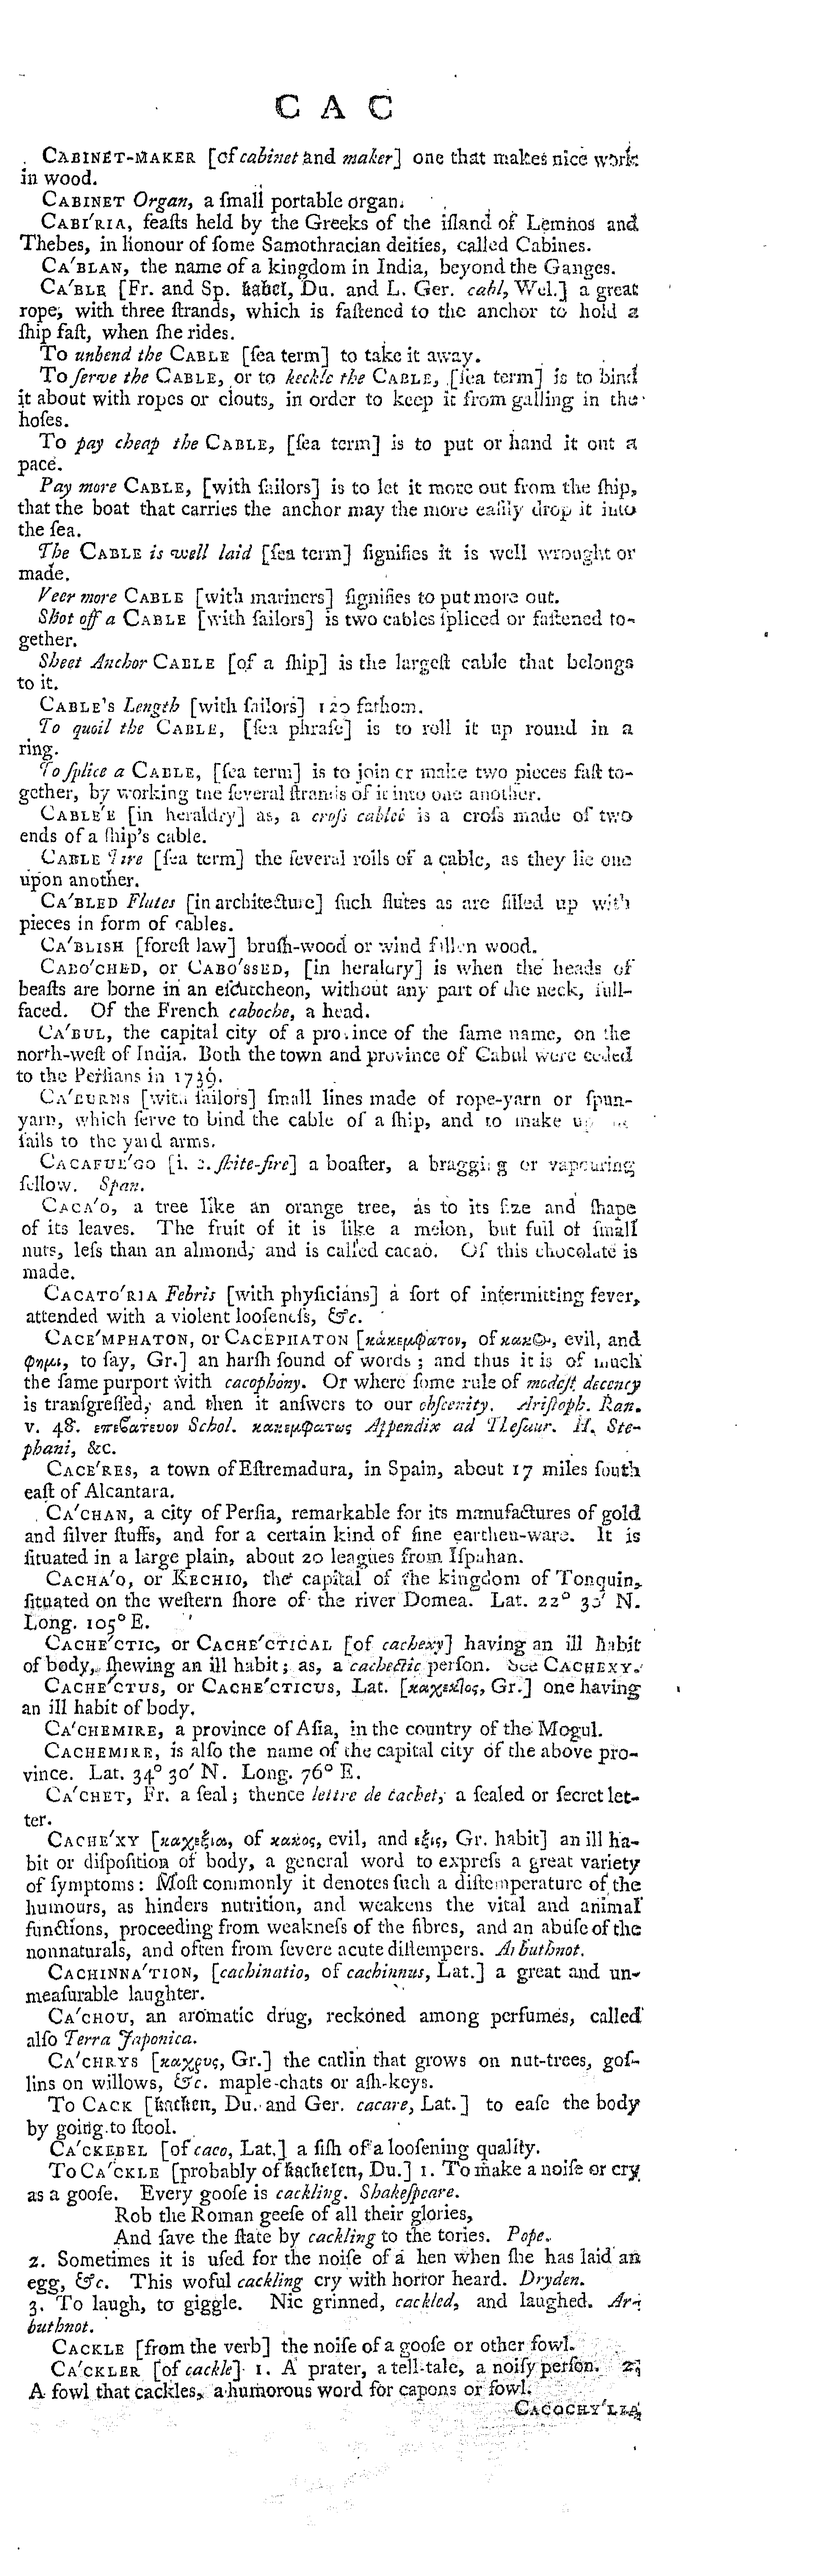 C A C
CABINET-MAKER [of cabinet and maker] one that makes nice work
in wood.
CABINET Organ, a ſmall portable organ.
CABI′RIA, feaſts held by the Greeks of the iſland of Lemnos and
Thebes, in honour of ſome Samothracian deities, called Cabines.
CA′BLAN, the name of a kingdom in India, beyond the Ganges.
CA′BLE [Fr. and Sp. kabel, Du. and L. Ger. cabl, Wel.] a great
rope, with three ſtrands, which is faſtened to the anchor to hold a
ſhip faſt, when ſhe rides.
To unbend the CABLE [ſea term] to take it away.
To ſerve the CABLE, or to keckle the CABLE, [ſea term] is to bind
it about with ropes or clouts, in order to keep it from galling in the
hoſes.
To pay cheap the CABLE, [ſea term] is to put or hand it out a
pace.
Pay more CABLE, [with ſailors] is to let it more out from the ſhip,
that the boat that carries the anchor may the more eaſily drop it into
the ſea.
The CABLE is well laid [ſea term] ſignifies it is well wrought or
made.
Veer more CABLE [with mariners] ſignifies to put more out.
Shot off a CABLE [with ſailors] is two cables ſpliced or faſtened to-
gether.
Sheet Anchor CABLE [of a ſhip] is the largeſt cable that belongs
to it.
CABLE's Length [with ſailors] 120 fathom.
To quoil the CABLE, [ſea phraſe] is to roll it up round in a
ring.
To ſplice a CABLE, [ſea term] is to join or make two pieces faſt to-
gether, by working the ſeveral ſtrands of it into one another.
CABLE′E [in heraldry] as, a croſs cableé is a croſs made of two
ends of a ſhip's cable.
CABLE Tire [ſea term] the ſeveral rolls of a cable, as they lie one
upon another.
CA′BLED Flutes [in architecture] ſuch flutes as are filled up with
pieces in form of cables.
CA′BLISH [foreſt law] bruſh-wood or wind fallen wood.
CABO′CHED, or CABO′SSED, [in heraldry] is when the heads of
beaſts are borne in an eſcutcheon, without any part of the neck, full-
faced. Of the French caboche, a head.
CA′BUL, the capital city of a province of the ſame name, on the
north-weſt of India. Both the town and province of Cabul were ceded
to the Perſians in 1739.
CA′BURNS [with ſailors] ſmall lines made of rope-yarn or ſpun-
yarn, which ſerve to bind the cable of a ſhip, and to make up
ſails to the yard arms.
CACAFUE′GO [i. e. ſkite-fire] a boaſter, a bragging or vapouring
fellow. Span.
CACA′O, a tree like an orange tree, as to its ſize and ſhape
of its leaves. The fruit of it is like a melon, but full of ſmall
nuts, leſs than an almond, and is called cacao. Of this chocolate is
made.
CACATO′RIA Febris [with phyſicians] a ſort of intermitting fever,
attended with a violent looſeneſs, &c.
CACE′MPHATON, or CACEPHATON [κακεμφατον, of κακος, evil, and
φημι, to ſay, Gr.] an harſh ſound of words; and thus it is of much
the ſame purport with cacophony. Or where ſome rule of modeſt decency
is tranſgreſſed, and then it anſwers to our obſcenity. Ariſtoph. Ran.
v. 48. επεβατευον Schol. κακεμφατως Appendix ad Theſaur. H. Ste-
phani, &c.
CACE′RES, a town of Eſtremadura, in Spain, about 17 miles ſouth
eaſt of Alcantara.
CA′CHAN, a city of Perſia, remarkable for its manufactures of gold
and ſilver ſtuffs, and for a certain kind of fine earthen-ware. It is
ſituated in a large plain, about 20 leagues from Iſpahan.
CACHA′O, or KECHIO, the capital of the kingdom of Tonquin,
ſituated on the weſtern ſhore of the river Domea. Lat. 22° 30′ N.
Long. 105° E.
CACHE′CTIC, or CACHE′CTICAL [of cachexy] having an ill habit
of body, ſhewing an ill habit; as, a cachectic perſon. See CACHEXY.
CACHE′CTUS, or CACHE′CTICUS, Lat. [καχεκτος, Gr.] one having
an ill habit of body.
CA′CHEMIRE, a province of Aſia, in the country of the Mogul.
CACHEMIRE, is alſo the name of the capital city of the above pro-
vince. Lat. 34° 30′ N. Long. 76° E.
CA′CHET, Fr. a ſeal; thence lettre de cachet, a ſealed or ſecret let-
ter.
CACHE′XY [καχεξια, of κακος, evil, and εξις, Gr. habit] an ill ha-
bit or diſpoſition of body, a general word to expreſs a great variety
of ſymptoms: Moſt commonly it denotes ſuch a diſtemperature of the
humours, as hinders nutrition, and weakens the vital and animal
functions, proceeding from weakneſs of the fibres, and an abuſe of the
nonnaturals, and often from ſevere acute diſtempers. Arbuthnot.
CACHINNA′TION, [cachinatio, of cachinnus, Lat.] a great and un-
meaſurable laughter.
CA′CHOU, an aromatic drug, reckoned among perfumes, called
alſo Terra Japonica.
CA′CHRYS [καχρυς, Gr.] the catlin that grows on nut-trees, goſ-
lins on willows, &c. maple-chats or aſh-keys.
To CACK [kacken, Du. and Ger. cacare, Lat.] to eaſe the body
by going to ſtool.
CA′CKEBEL [of caco, Lat.] a fiſh of a looſening quality.
To CA′CKLE [probably of kachelen, Du.] 1. To make a noiſe or cry
as a gooſe. Every gooſe is cackling. Shakeſpeare.
Rob the Roman geeſe of all their glories,
And ſave the ſtate by cackling to the tories. Pope.
2. Sometimes it is uſed for the noiſe of a hen when ſhe has laid an
egg, &c. This woful cackling cry with horror heard. Dryden.
3. To laugh, to giggle. Nic grinned, cackled, and laughed. Ar-
buthnot.
CACKLE [from the verb] the noiſe of a gooſe or other fowl.
CA′CKLER [of cackle] 1. A prater, a tell-tale, a noiſy perſon. 2.
A fowl that cackles, a humorous word for capons or fowl.
CACOCHY′LIA,